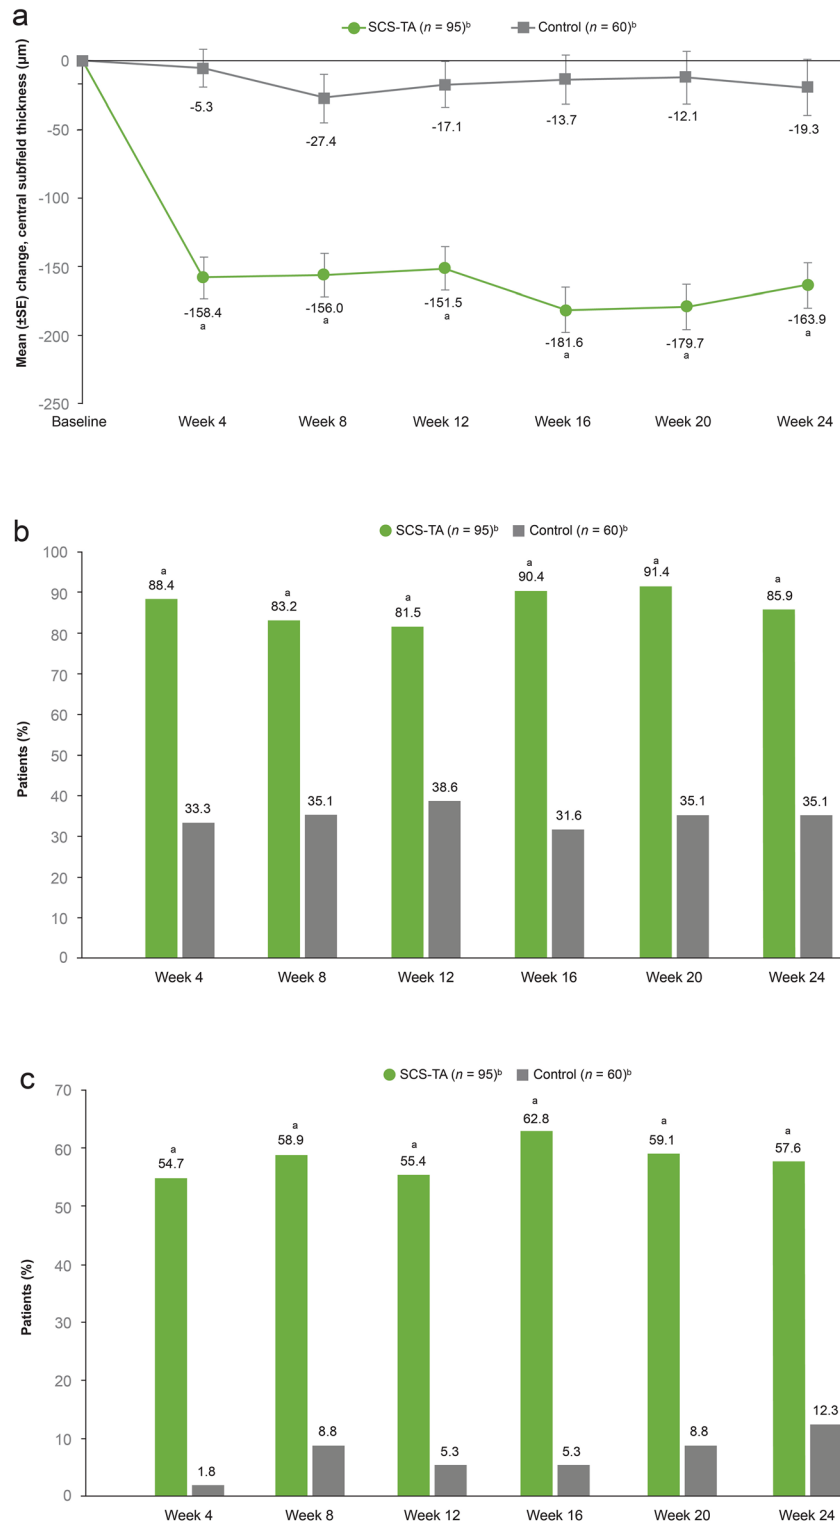 a
SCS-TA (n = 95)ᵇ Control (n = 60)ᵇ
Mean (±SE) change, central subfield thickness (µm)
0
-50
-100
-150
-200
-250
-5.3
-27.4
-17.1
-13.7
-12.1
-19.3
-158.4
a
-156.0
a
-151.5
a
-181.6
a
-179.7
a
-163.9
a
Baseline Week 4 Week 8 Week 12 Week 16 Week 20 Week 24
b
SCS-TA (n = 95)ᵇ Control (n = 60)ᵇ
Patients (%)
100
90
80
70
60
50
40
30
20
10
0
a
88.4
33.3
a
83.2
35.1
a
81.5
38.6
a
90.4
31.6
a
91.4
35.1
a
85.9
35.1
Week 4 Week 8 Week 12 Week 16 Week 20 Week 24
c
SCS-TA (n = 95)ᵇ Control (n = 60)ᵇ
Patients (%)
70
60
50
40
30
20
10
0
a
54.7
1.8
a
58.9
8.8
a
55.4
5.3
a
62.8
5.3
a
59.1
8.8
a
57.6
12.3
Week 4 Week 8 Week 12 Week 16 Week 20 Week 24